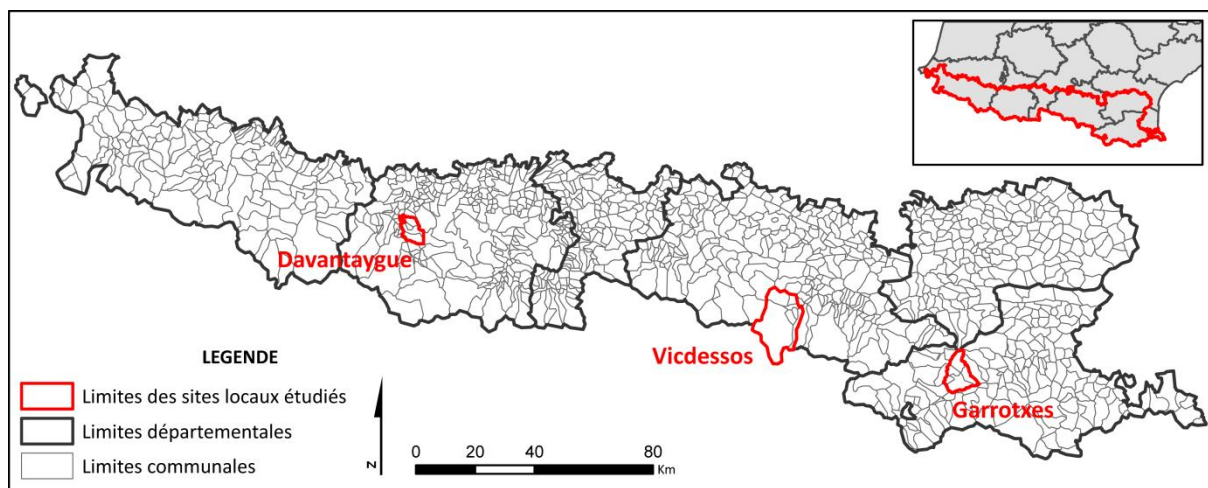 Davantaygue
Vicdessos
Garrotxes
LEGENDE
Limites des sites locaux étudiés
Limites départementales
Limites communales
N
0 20 40 80
Km